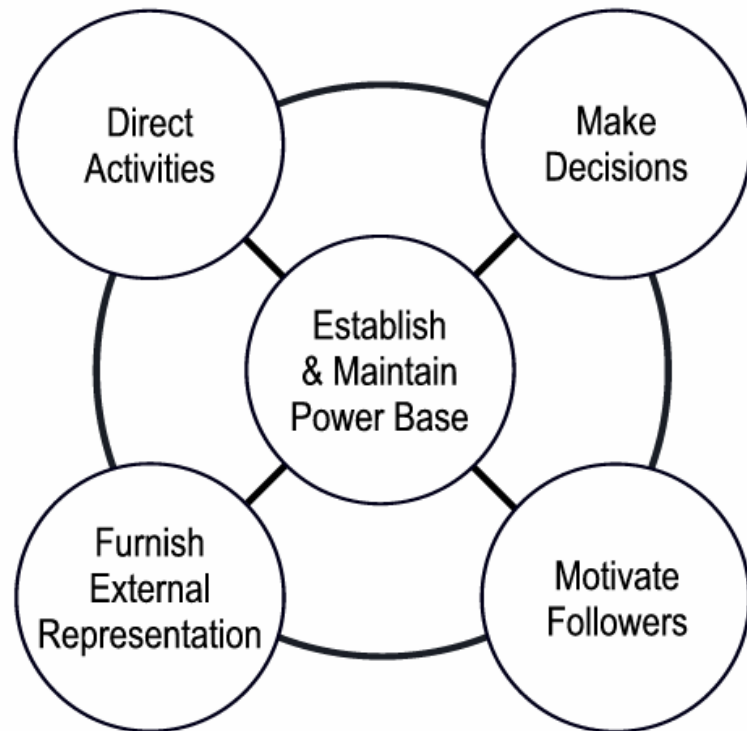 Direct
Activities
Make
Decisions
Establish
& Maintain
Power Base
Furnish
External
Representation
Motivate
Followers